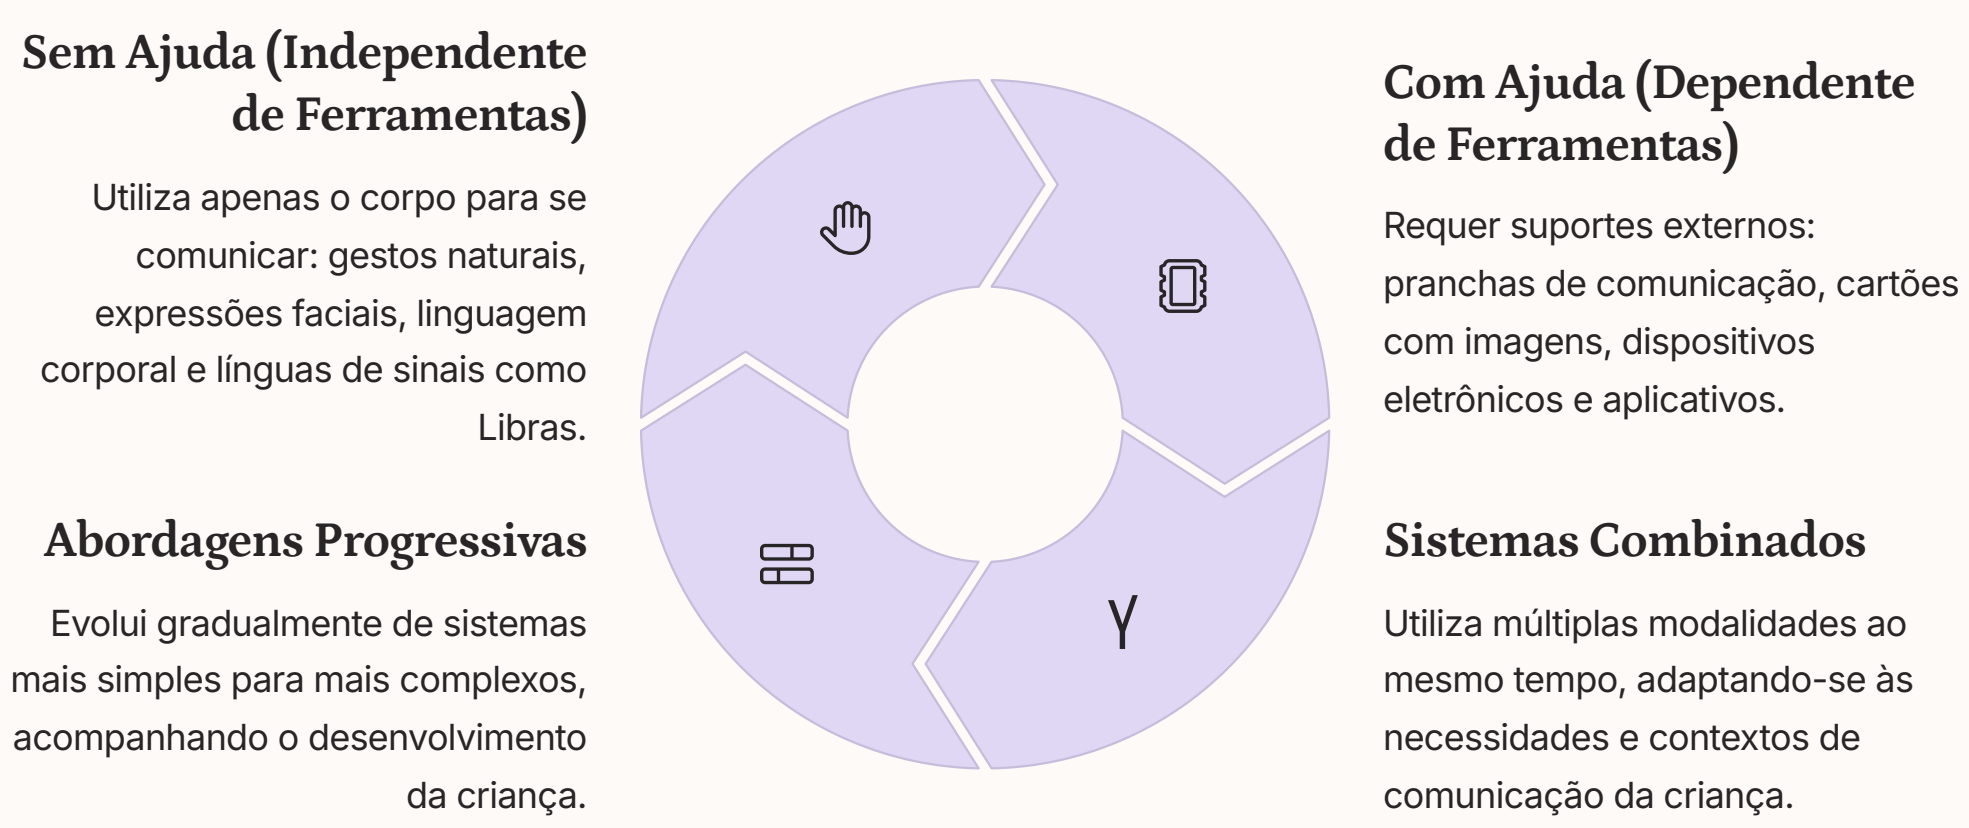 Sem Ajuda (Independente
de Ferramentas)
Utiliza apenas o corpo para se
comunicar: gestos naturais,
expressões faciais, linguagem
corporal e línguas de sinais como
Libras.
Com Ajuda (Dependente
de Ferramentas)
Requer suportes externos:
pranchas de comunicação, cartões
com imagens, dispositivos
eletrônicos e aplicativos.
Abordagens Progressivas
Evolui gradualmente de sistemas
mais simples para mais complexos,
acompanhando o desenvolvimento
da criança.
Sistemas Combinados
Utiliza múltiplas modalidades ao
mesmo tempo, adaptando-se às
necessidades e contextos de
comunicação da criança.